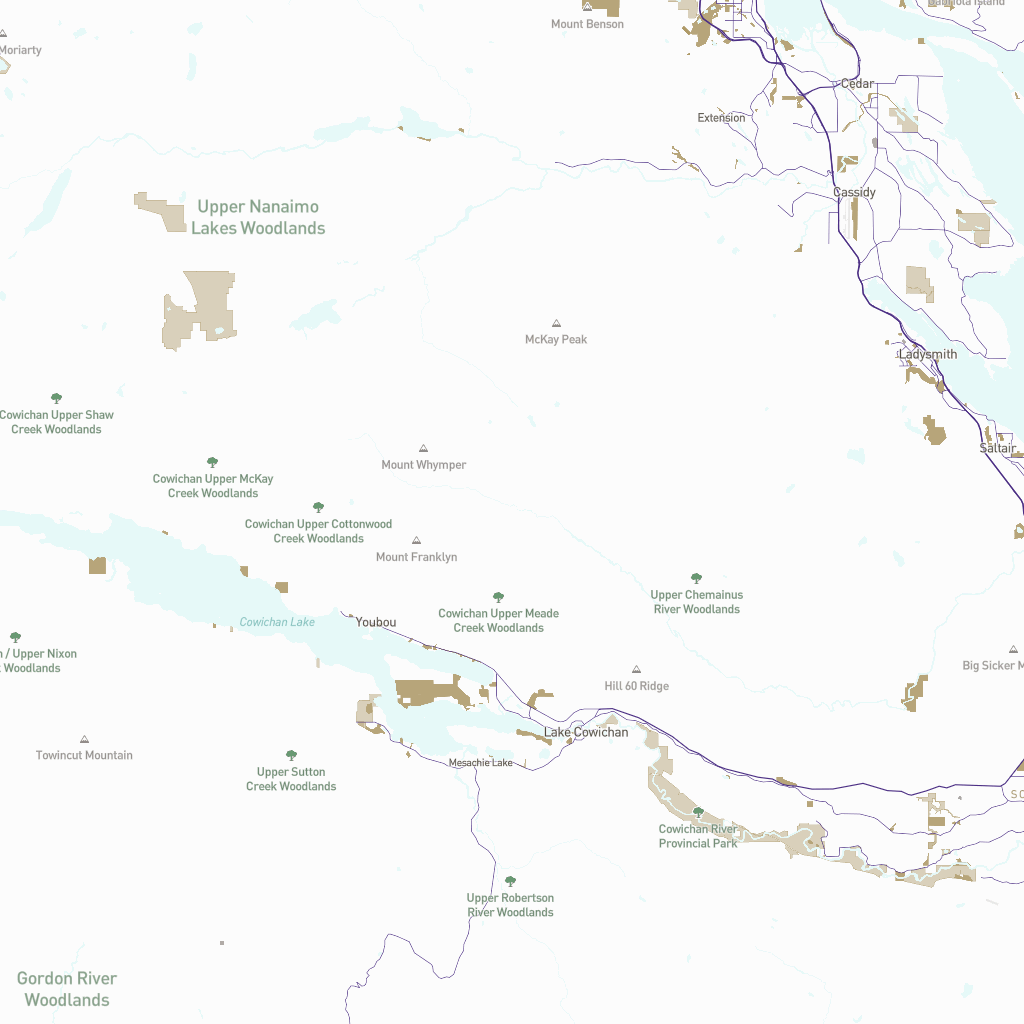 Gabriola Island
Mount Benson
Moriarty
Cedar
Extension
Cassidy
Upper Nanaimo
Lakes Woodlands
McKay Peak
Ladysmith
Cowichan Upper Shaw
Creek Woodlands
Saltair
Mount Whymper
Cowichan Upper McKay
Creek Woodlands
Cowichan Upper Cottonwood
Creek Woodlands
Mount Franklyn
Upper Chemainus
River Woodlands
Cowichan Upper Meade
Creek Woodlands
Cowichan Lake
Youbou
/ Upper Nixon
Woodlands
Big Sicker M
Hill 60 Ridge
Lake Cowichan
Towincut Mountain
Mesachie Lake
Upper Sutton
Creek Woodlands
Cowichan River
Provincial Park
Upper Robertson
River Woodlands
Gordon River
Woodlands